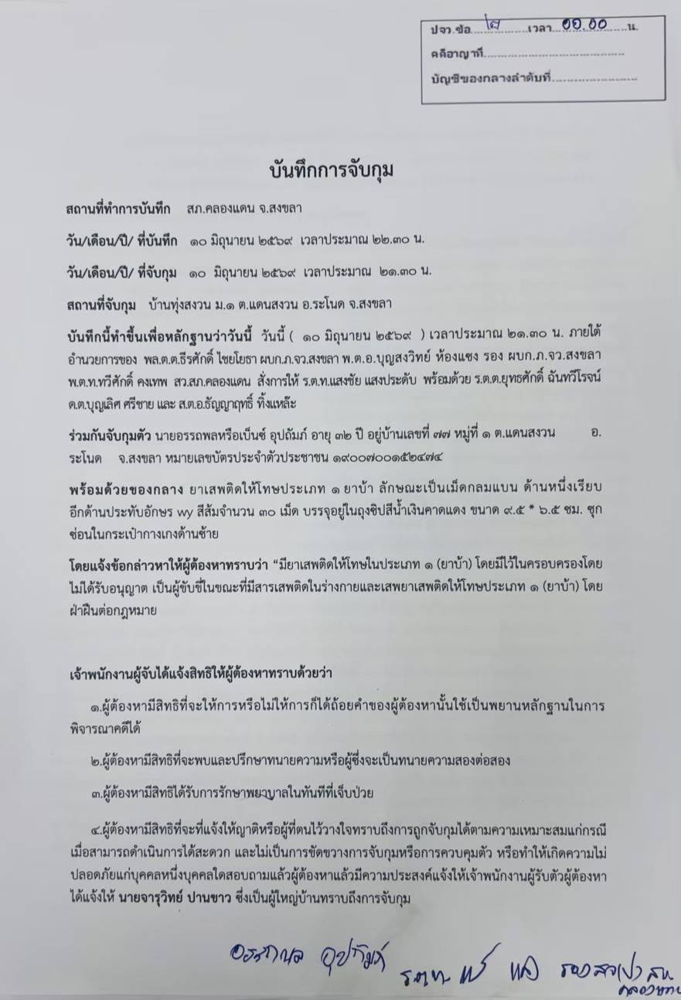 ปจว.ข้อ.................เวลา...................น.
คดีอาญาที่.............................................
บัญชีของกลางลำดับที่...........................
บันทึกการจับกุม
สถานที่ทำการบันทึก สภ.คลองแดน จ.สงขลา
วัน/เดือน/ปี/ ที่บันทึก ๑๐ มิถุนายน ๒๕๖๙ เวลาประมาณ ๒๒.๓๐ น.
วัน/เดือน/ปี/ ที่จับกุม ๑๐ มิถุนายน ๒๕๖๙ เวลาประมาณ ๒๑.๓๐ น.
สถานที่จับกุม บ้านทุ่งสงวน ม.๑ ต.แดนสงวน อ.ระโนด จ.สงขลา
บันทึกนี้ทำขึ้นเพื่อหลักฐานว่าวันนี้ วันนี้ ( ๑๐ มิถุนายน ๒๕๖๙ ) เวลาประมาณ ๒๑.๓๐ น. ภายใต้
อำนวยการของ พล.ต.ต.ธีรศักดิ์ ไชยโยธา ผบก.ภ.จว.สงขลา พ.ต.อ.บุญสงวิทย์ ห้องแซง รอง ผบก.ภ.จว.สงขลา
พ.ต.ท.ทวีศักดิ์ คงเทพ สว.สภ.คลองแดน สั่งการให้ ร.ต.ท.แสงชัย แสงประดับ พร้อมด้วย ร.ต.ต.ยุทธศักดิ์ ฉันทวีโรจน์
ด.ต.บุญเลิศ ศรีชาย และ ส.ต.อ.ธัญญาฤทธิ์ ทิ้งแหล๊ะ
ร่วมกันจับกุมตัว นายอรรถพลหรือเบ็นซ์ อุปถัมภ์ อายุ ๓๒ ปี อยู่บ้านเลขที่ ๗๗ หมู่ที่ ๑ ต.แดนสงวน อ.
ระโนด จ.สงขลา หมายเลขบัตรประจำตัวประชาชน ๑๙๐๐๗๐๐๑๕๒๔๗๔
พร้อมด้วยของกลาง ยาเสพติดให้โทษประเภท ๑ ยาบ้า ลักษณะเป็นเม็ดกลมแบน ด้านหนึ่งเรียบ
อีกด้านประทับอักษร wy สีส้มจำนวน ๓๐ เม็ด บรรจุอยู่ในถุงซิปสีน้ำเงินคาดแดง ขนาด ๙.๕ * ๖.๕ ซม. ซุก
ซ่อนในกระเป๋ากางเกงด้านซ้าย
โดยแจ้งข้อกล่าวหาให้ผู้ต้องหาทราบว่า “มียาเสพติดให้โทษในประเภท ๑ (ยาบ้า) โดยมีไว้ในครอบครองโดย
ไม่ได้รับอนุญาต เป็นผู้ขับขี่ในขณะที่มีสารเสพติดในร่างกายและเสพยาเสพติดให้โทษประเภท ๑ (ยาบ้า) โดย
ฝ่าฝืนต่อกฎหมาย
เจ้าพนักงานผู้จับได้แจ้งสิทธิให้ผู้ต้องหาทราบด้วยว่า
๑.ผู้ต้องหามีสิทธิที่จะให้การหรือไม่ให้การก็ได้ถ้อยคำของผู้ต้องหานั้นใช้เป็นพยานหลักฐานในการ
พิจารณาคดีได้
๒.ผู้ต้องหามีสิทธิที่จะพบและปรึกษาทนายความหรือผู้ซึ่งจะเป็นทนายความสองต่อสอง
๓.ผู้ต้องหามีสิทธิได้รับการรักษาพยาบาลในทันทีที่เจ็บป่วย
๔.ผู้ต้องหามีสิทธิที่จะที่แจ้งให้ญาติหรือผู้ที่ตนไว้วางใจทราบถึงการถูกจับกุมได้ตามความเหมาะสมแก่กรณี
เมื่อสามารถดำเนินการได้สะดวก และไม่เป็นการขัดขวางการจับกุมหรือการควบคุมตัว หรือทำให้เกิดความไม่
ปลอดภัยแก่บุคคลหนึ่งบุคคลใดสอบถามแล้วผู้ต้องหาแล้วมีความประสงค์แจ้งให้เจ้าพนักงานผู้รับตัวผู้ต้องหา
ได้แจ้งให้ นายจารุวิทย์ ปานขาว ซึ่งเป็นผู้ใหญ่บ้านทราบถึงการจับกุม
อรรถพล อุปถัมภ์